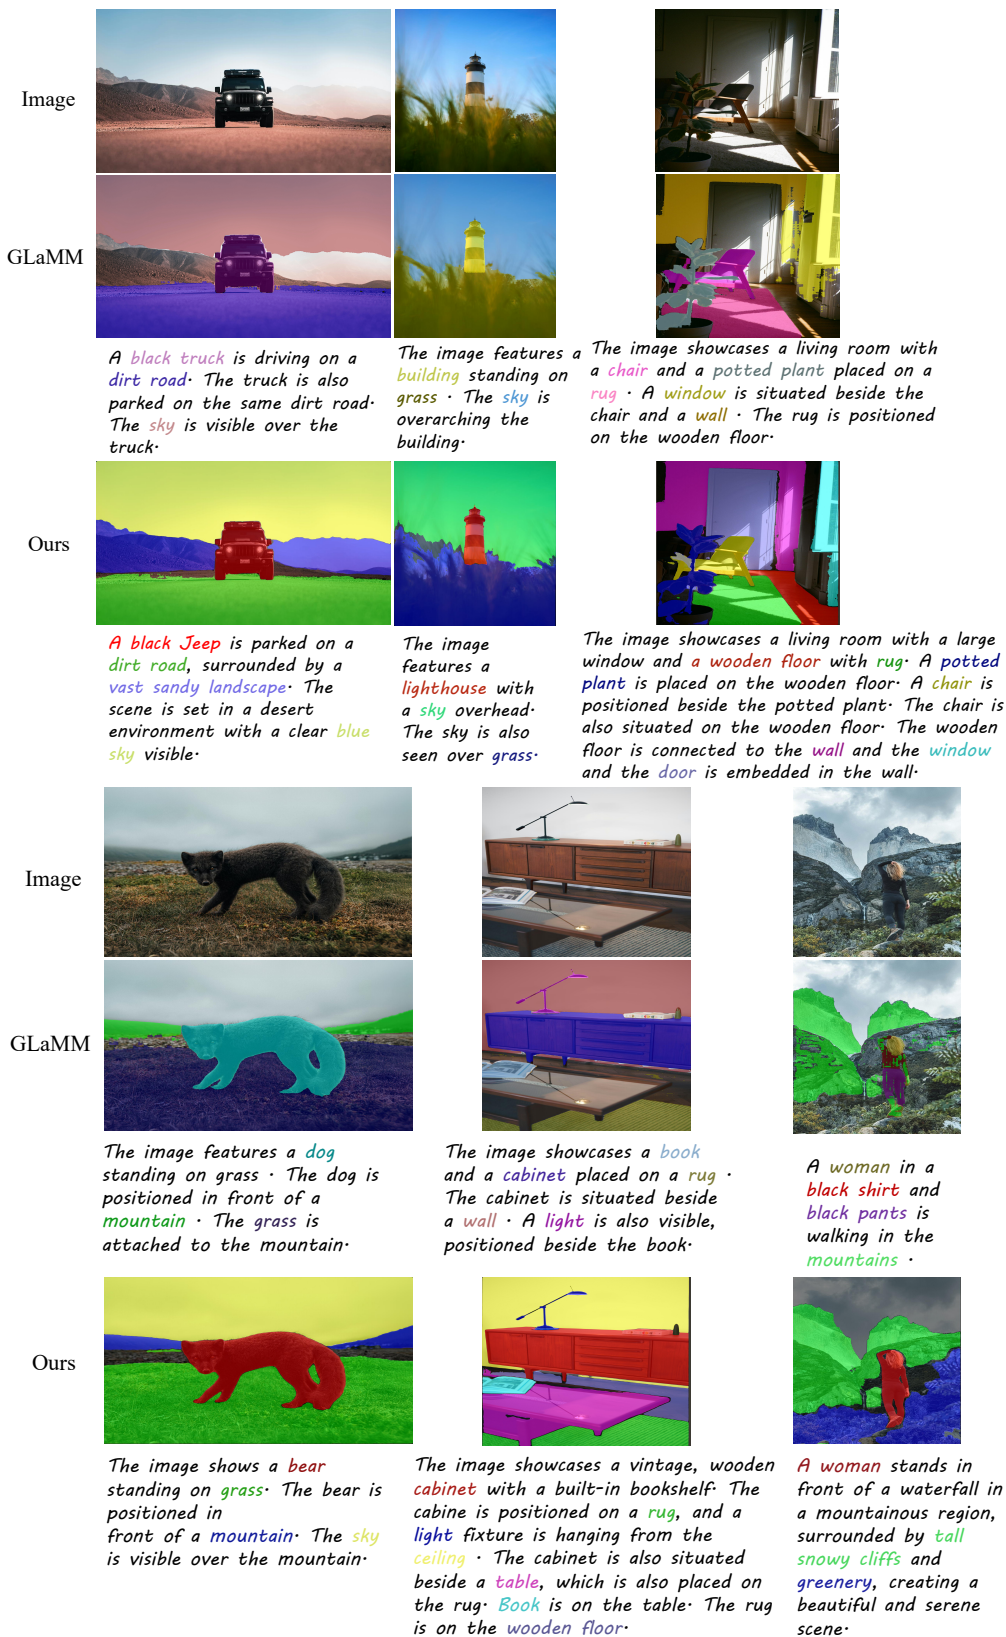 Image
GLaMM
A black truck is driving on a
dirt road. The truck is also
parked on the same dirt road.
The sky is visible over the
truck.
The image features a
building standing on
grass . The sky is
overarching the
building.
The image showcases a living room with
a chair and a potted plant placed on a
rug . A window is situated beside the
chair and a wall . The rug is positioned
on the wooden floor.
Ours
A black Jeep is parked on a
dirt road, surrounded by a
vast sandy landscape. The
scene is set in a desert
environment with a clear blue
sky visible.
The image
features a
lighthouse with
a sky overhead.
The sky is also
seen over grass.
The image showcases a living room with a large
window and a wooden floor with rug. A potted
plant is placed on the wooden floor. A chair is
positioned beside the potted plant. The chair is
also situated on the wooden floor. The wooden
floor is connected to the wall and the window
and the door is embedded in the wall.
Image
GLaMM
The image features a dog
standing on grass . The dog is
positioned in front of a
mountain . The grass is
attached to the mountain.
The image showcases a book
and a cabinet placed on a rug .
The cabinet is situated beside
a wall . A light is also visible,
positioned beside the book.
A woman in a
black shirt and
black pants is
walking in the
mountains .
Ours
The image shows a bear
standing on grass. The bear is
positioned in
front of a mountain. The sky
is visible over the mountain.
The image showcases a vintage, wooden
cabinet with a built-in bookshelf. The
cabine is positioned on a rug, and a
light fixture is hanging from the
ceiling . The cabinet is also situated
beside a table, which is also placed on
the rug. Book is on the table. The rug
is on the wooden floor.
A woman stands in
front of a waterfall in
a mountainous region,
surrounded by tall
snowy cliffs and
greenery, creating a
beautiful and serene
scene.